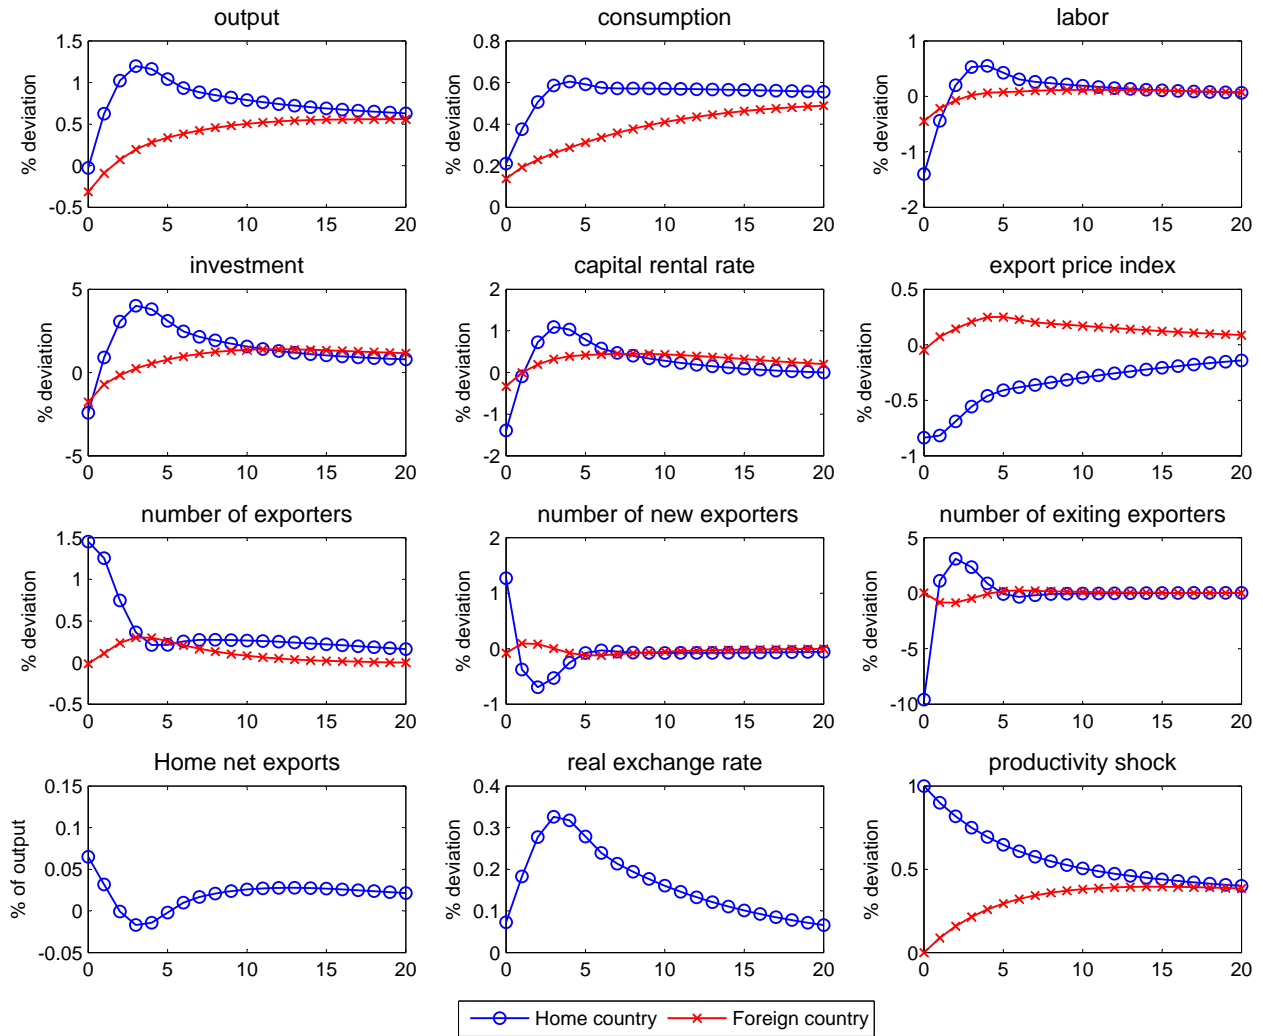 output
% deviation
1.5
1
0.5
0
-0.5
0 5 10 15 20
consumption
% deviation
0.8
0.6
0.4
0.2
0
0 5 10 15 20
labor
% deviation
1
0
-1
-2
0 5 10 15 20
investment
% deviation
5
0
-5
0 5 10 15 20
capital rental rate
% deviation
2
1
0
-1
-2
0 5 10 15 20
export price index
% deviation
0.5
0
-0.5
-1
0 5 10 15 20
number of exporters
% deviation
1.5
1
0.5
0
-0.5
0 5 10 15 20
number of new exporters
% deviation
2
1
0
-1
0 5 10 15 20
number of exiting exporters
% deviation
5
0
-5
-10
0 5 10 15 20
Home net exports
% of output
0.15
0.1
0.05
0
-0.05
0 5 10 15 20
real exchange rate
% deviation
0.4
0.3
0.2
0.1
0
0 5 10 15 20
productivity shock
% deviation
1
0.5
0
0 5 10 15 20
Home country Foreign country